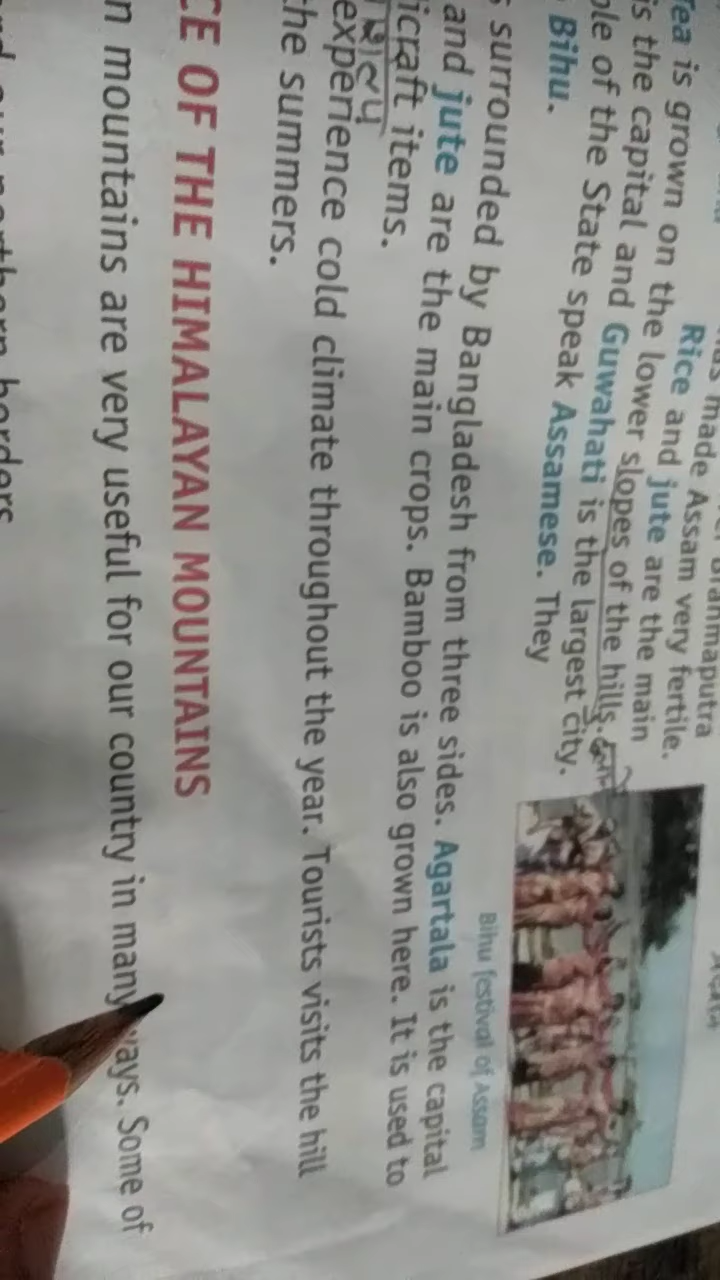 Brahmaputra
made Assam very fertile.
Rice and jute are the main
Tea is grown on the lower slopes of the hills.
is the capital and Guwahati is the largest city.
of the State speak Assamese. They
Bihu.
Bihu festival of Assam
surrounded by Bangladesh from three sides. Agartala is the capital
and jute are the main crops. Bamboo is also grown here. It is used to
icraft items.
experience cold climate throughout the year. Tourists visits the hill
the summers.
CE OF THE HIMALAYAN MOUNTAINS
n mountains are very useful for our country in many ways. Some of
northern borders